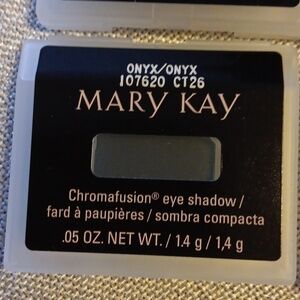 ONYX/ONYX
107620 CT26
MARY KAY
Chromafusion® eye shadow /
fard à paupières / sombra compacta
.05 OZ. NET WT. / 1.4 g / 1,4 g